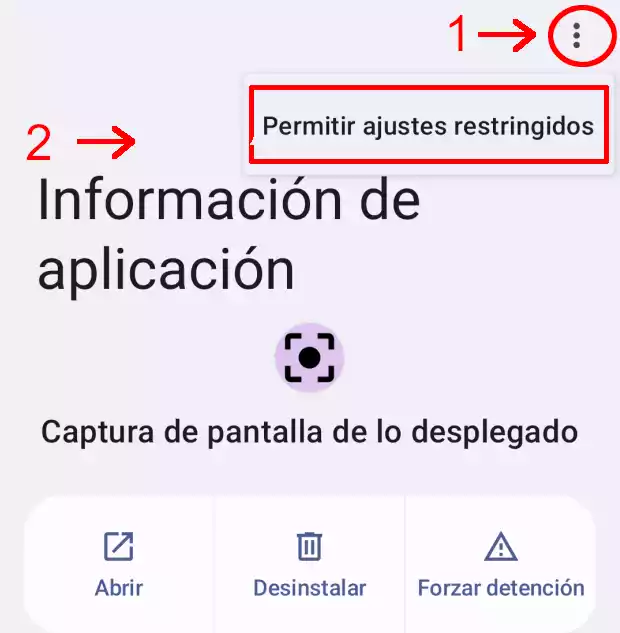 1
Permitir ajustes restringidos
2
Información de
aplicación
Captura de pantalla de lo desplegado
Abrir
Desinstalar
Forzar detención